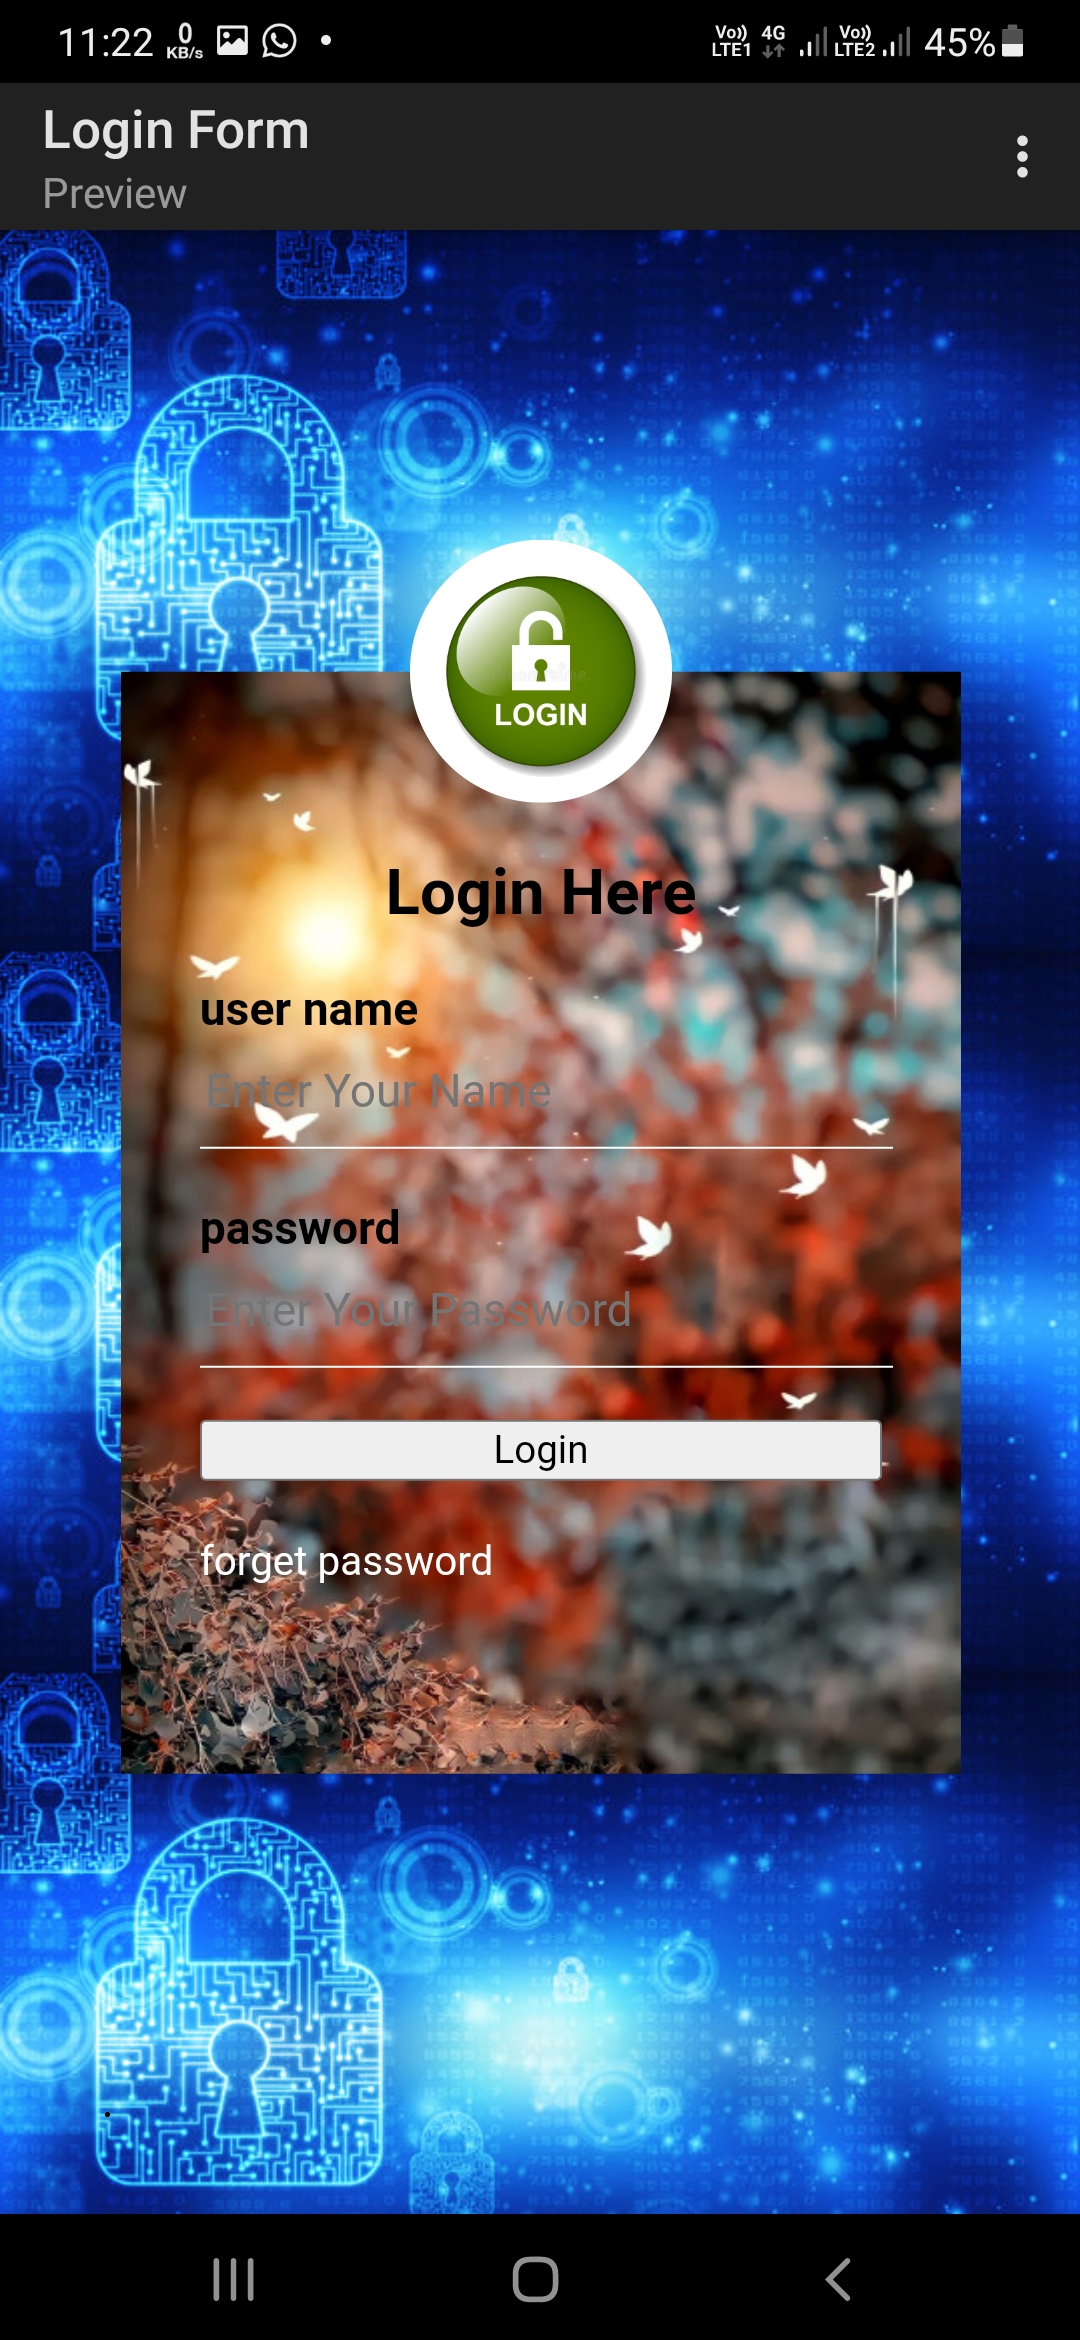 11:22 0 KB/s Vo)) LTE1 4G Vo)) LTE2 45%
Login Form
Preview
LOGIN
Login Here
user name
Enter Your Name
password
Enter Your Password
Login
forget password